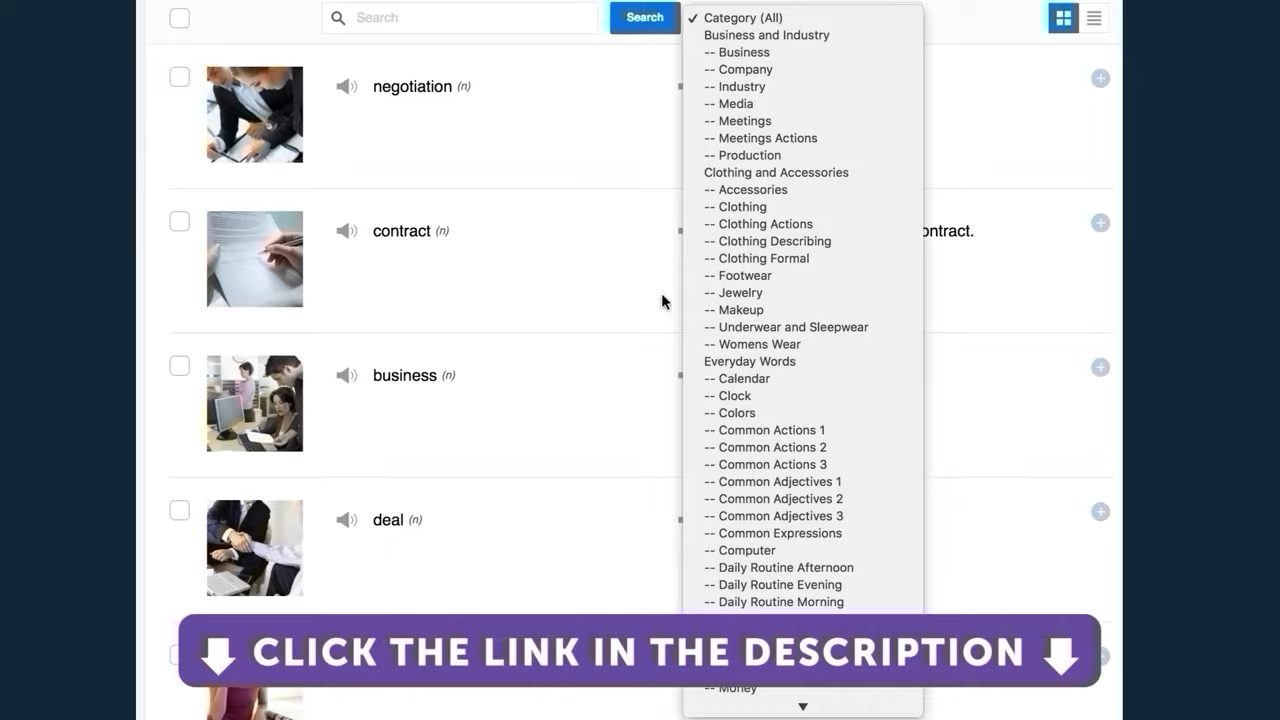 Search
Search
✓ Category (All)
Business and Industry
-- Business
-- Company
-- Industry
-- Media
-- Meetings
-- Meetings Actions
-- Production
Clothing and Accessories
-- Accessories
-- Clothing
-- Clothing Actions
-- Clothing Describing
-- Clothing Formal
-- Footwear
-- Jewelry
-- Makeup
-- Underwear and Sleepwear
-- Womens Wear
Everyday Words
-- Calendar
-- Clock
-- Colors
-- Common Actions 1
-- Common Actions 2
-- Common Actions 3
-- Common Adjectives 1
-- Common Adjectives 2
-- Common Adjectives 3
-- Common Expressions
-- Computer
-- Daily Routine Afternoon
-- Daily Routine Evening
-- Daily Routine Morning
-- Money
negotiation (n)
contract (n)
ontract.
business (n)
deal (n)
CLICK THE LINK IN THE DESCRIPTION